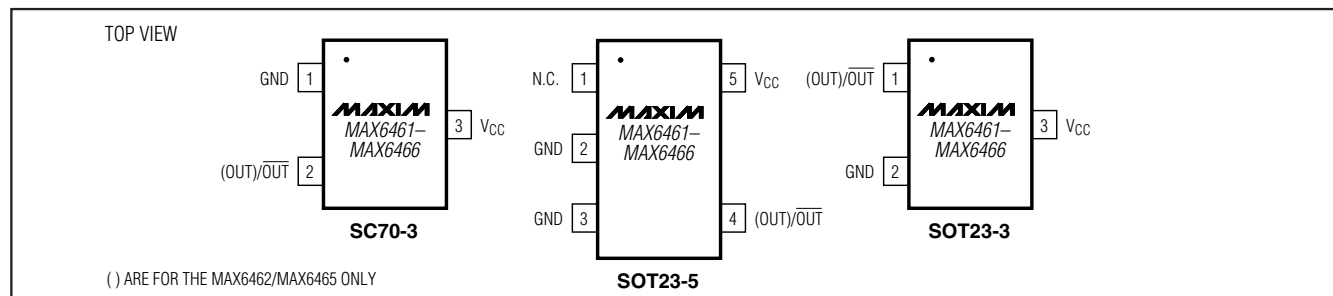 TOP VIEW
GND 1
MAXIM
MAX6461–
MAX6466
3 VCC
(OUT)/OUT 2
SC70-3
N.C. 1
5 VCC
MAXIM
MAX6461–
MAX6466
GND 2
GND 3
4 (OUT)/OUT
SOT23-5
(OUT)/OUT 1
MAXIM
MAX6461–
MAX6466
3 VCC
GND 2
SOT23-3
( ) ARE FOR THE MAX6462/MAX6465 ONLY